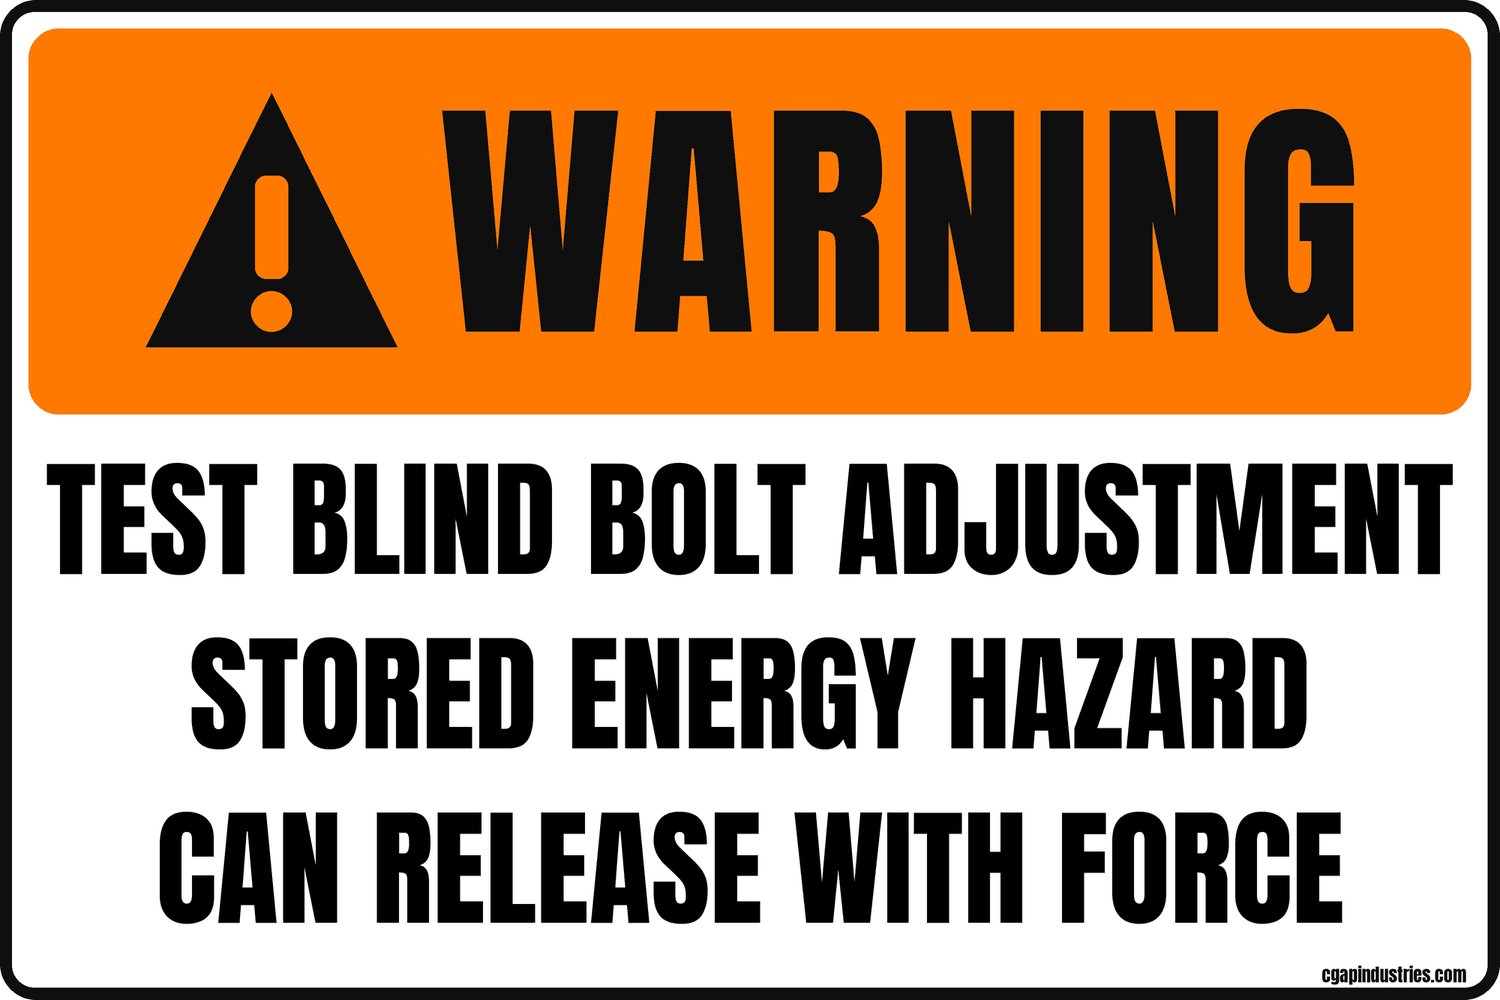 WARNING
TEST BLIND BOLT ADJUSTMENT
STORED ENERGY HAZARD
CAN RELEASE WITH FORCE
cgapindustries.com